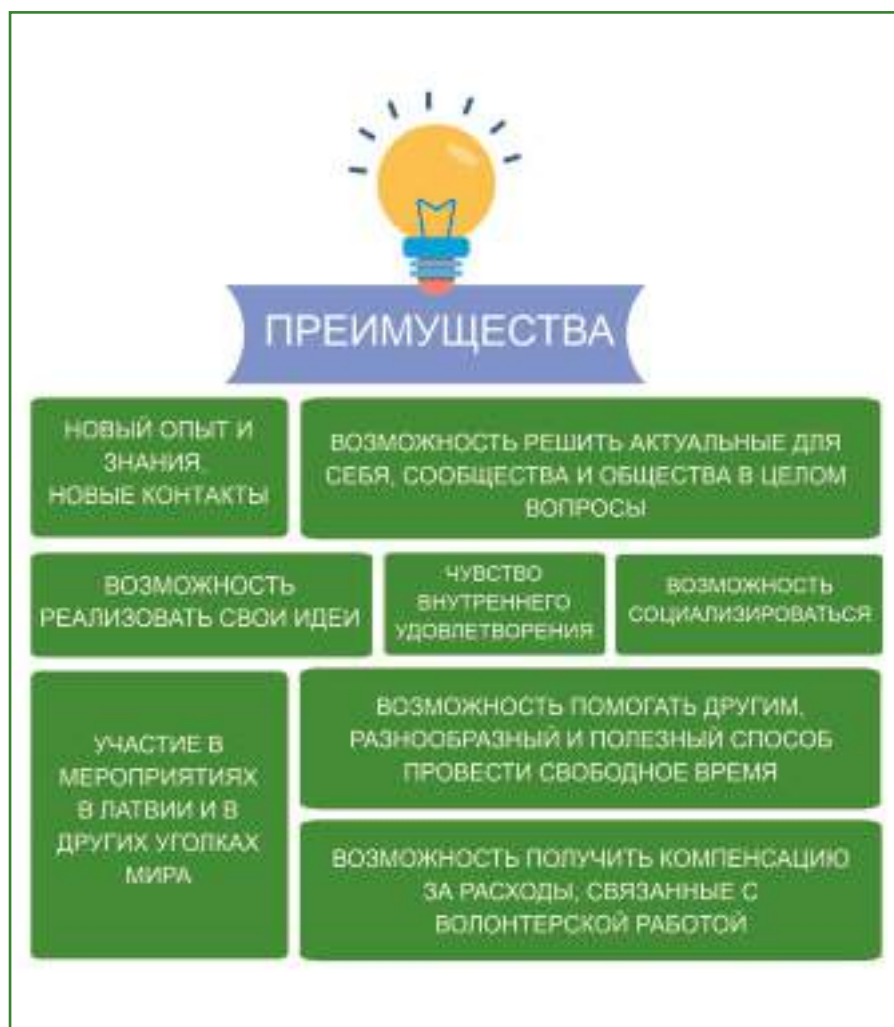 ПРЕИМУЩЕСТВА
НОВЫЙ ОПЫТ И
ЗНАНИЯ,
НОВЫЕ КОНТАКТЫ
ВОЗМОЖНОСТЬ РЕШИТЬ АКТУАЛЬНЫЕ ДЛЯ
СЕБЯ, СООБЩЕСТВА И ОБЩЕСТВА В ЦЕЛОМ
ВОПРОСЫ
ВОЗМОЖНОСТЬ
РЕАЛИЗОВАТЬ СВОИ ИДЕИ
ЧУВСТВО
ВНУТРЕННЕГО
УДОВЛЕТВОРЕНИЯ
ВОЗМОЖНОСТЬ
СОЦИАЛИЗИРОВАТЬСЯ
УЧАСТИЕ В
МЕРОПРИЯТИЯХ
В ЛАТВИИ И В
ДРУГИХ УГОЛКАХ
МИРА
ВОЗМОЖНОСТЬ ПОМОГАТЬ ДРУГИМ,
РАЗНООБРАЗНЫЙ И ПОЛЕЗНЫЙ СПОСОБ
ПРОВЕСТИ СВОБОДНОЕ ВРЕМЯ
ВОЗМОЖНОСТЬ ПОЛУЧИТЬ КОМПЕНСАЦИЮ
ЗА РАСХОДЫ, СВЯЗАННЫЕ С
ВОЛОНТЕРСКОЙ РАБОТОЙ